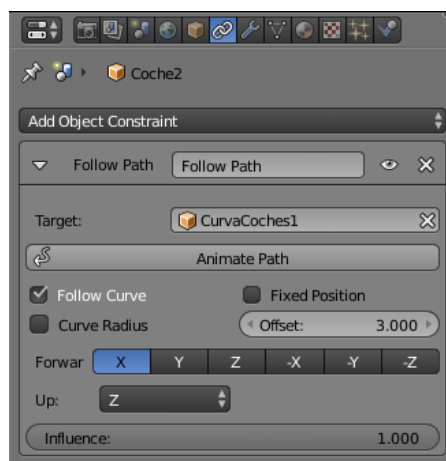 Coche2
Add Object Constraint
Follow Path Follow Path
Target: CurvaCoches1
Animate Path
Follow Curve Fixed Position
Curve Radius Offset: 3.000
Forwar X Y Z -X -Y -Z
Up: Z
Influence: 1.000